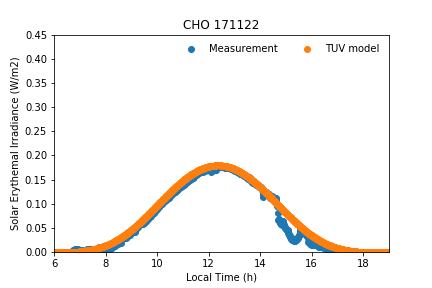 CHO 171122
Measurement TUV model
Solar Erythemal Irradiance (W/m2)
0.45
0.40
0.35
0.30
0.25
0.20
0.15
0.10
0.05
0.00
6 8 10 12 14 16 18
Local Time (h)